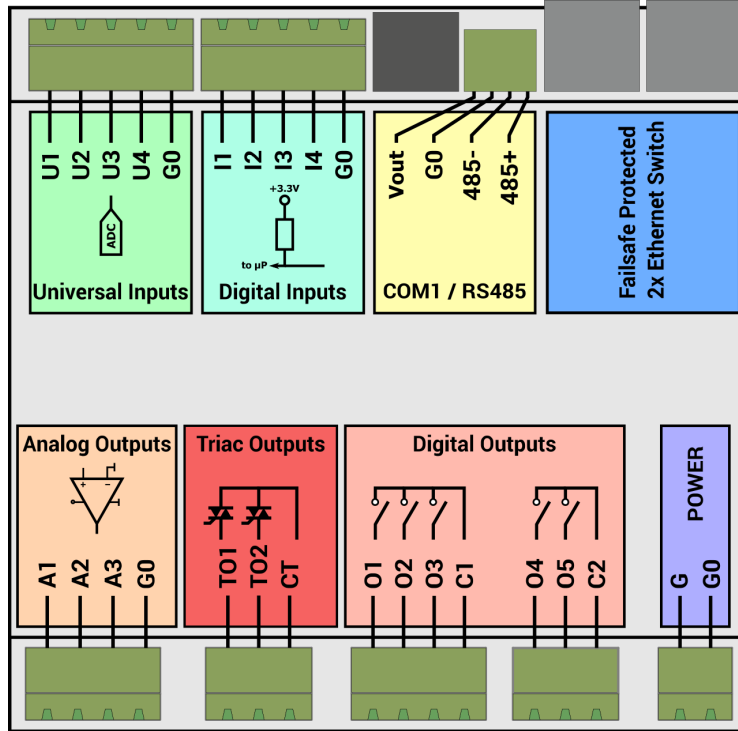 U1 U2 U3 U4 G0
ADC
Universal Inputs
I1 I2 I3 I4 G0
+3.3V
to µP
Digital Inputs
Vout G0 485- 485+
COM1 / RS485
Failsafe Protected
2x Ethernet Switch
Analog Outputs
+ -
A1 A2 A3 G0
Triac Outputs
TO1 TO2 CT
Digital Outputs
O1 O2 O3 C1 O4 O5 C2
POWER
G G0